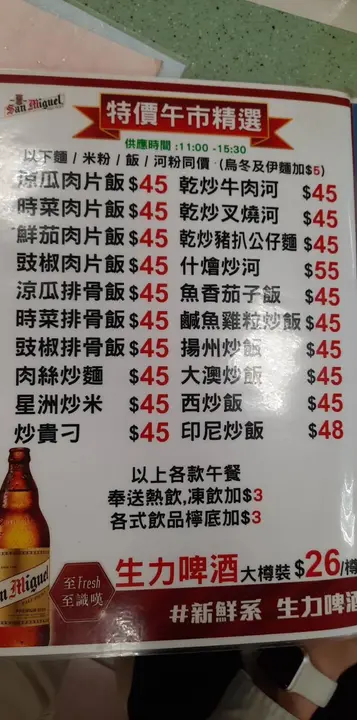 San Miguel
特價午市精選
供應時間 :11:00 -15:30
以下麵 / 米粉 / 飯 / 河粉同價 (烏冬及伊麵加$5)
涼瓜肉片飯 $45 乾炒牛肉河 $45
時菜肉片飯 $45 乾炒叉燒河 $45
鮮茄肉片飯 $45 乾炒豬扒公仔麵 $45
豉椒肉片飯 $45 什燴炒河 $55
涼瓜排骨飯 $45 魚香茄子飯 $45
時菜排骨飯 $45 鹹魚雞粒炒飯 $45
豉椒排骨飯 $45 揚州炒飯 $45
肉絲炒麵 $45 大澳炒飯 $45
星洲炒米 $45 西炒飯 $45
炒貴刁 $45 印尼炒飯 $48
以上各款午餐
奉送熱飲,凍飲加$3
各式飲品檸底加$3
San Miguel
至Fresh
至識嘆
生力啤酒 大樽裝 $26/樽
#新鮮系 生力啤酒